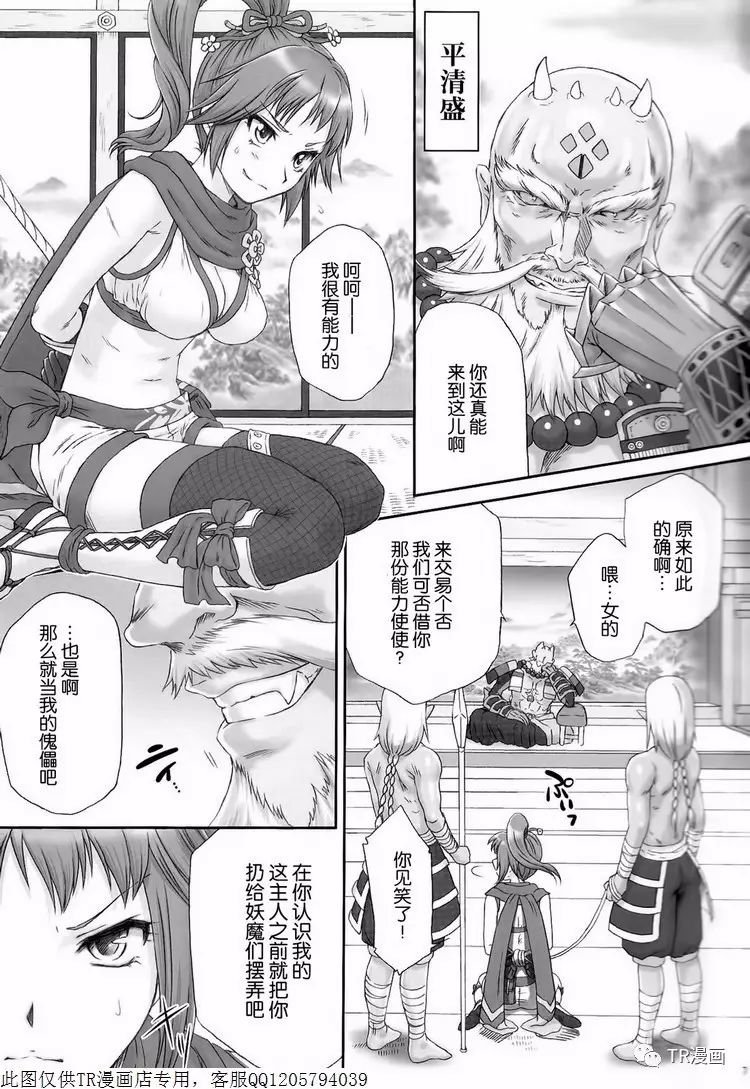 平清盛
你还真能
来到这儿啊
呵呵——
我很有能力的
原来如此
的确啊…
喂…女的
来交易个否
我们可否借你
那份能力使使？
ぷいっ
你见笑了！
…也是啊
那么就当我的傀儡吧
在你认识我的
这主人之前就把你
扔给妖魔们摆弄吧
TR漫画
此图仅供TR漫画店专用，客服QQ1205794039